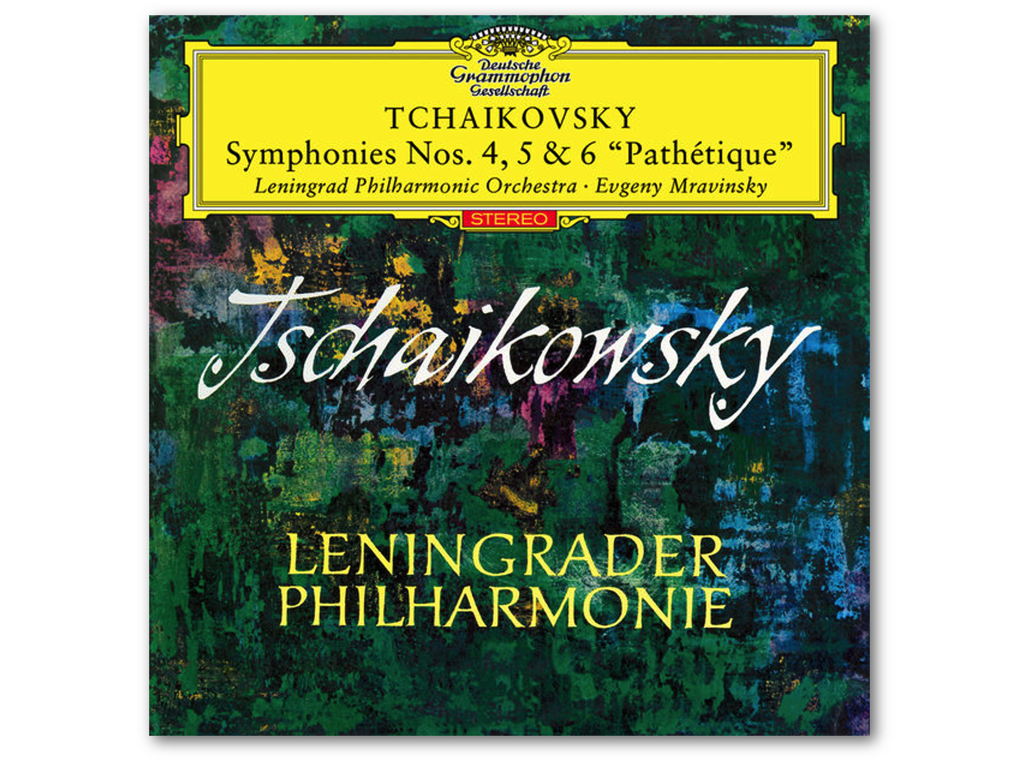 Deutsche
Grammophon
Gesellschaft
TCHAIKOVSKY
Symphonies Nos. 4, 5 & 6 “Pathétique”
Leningrad Philharmonic Orchestra · Evgeny Mravinsky
STEREO
Tschaikowsky
LENINGRADER
PHILHARMONIE